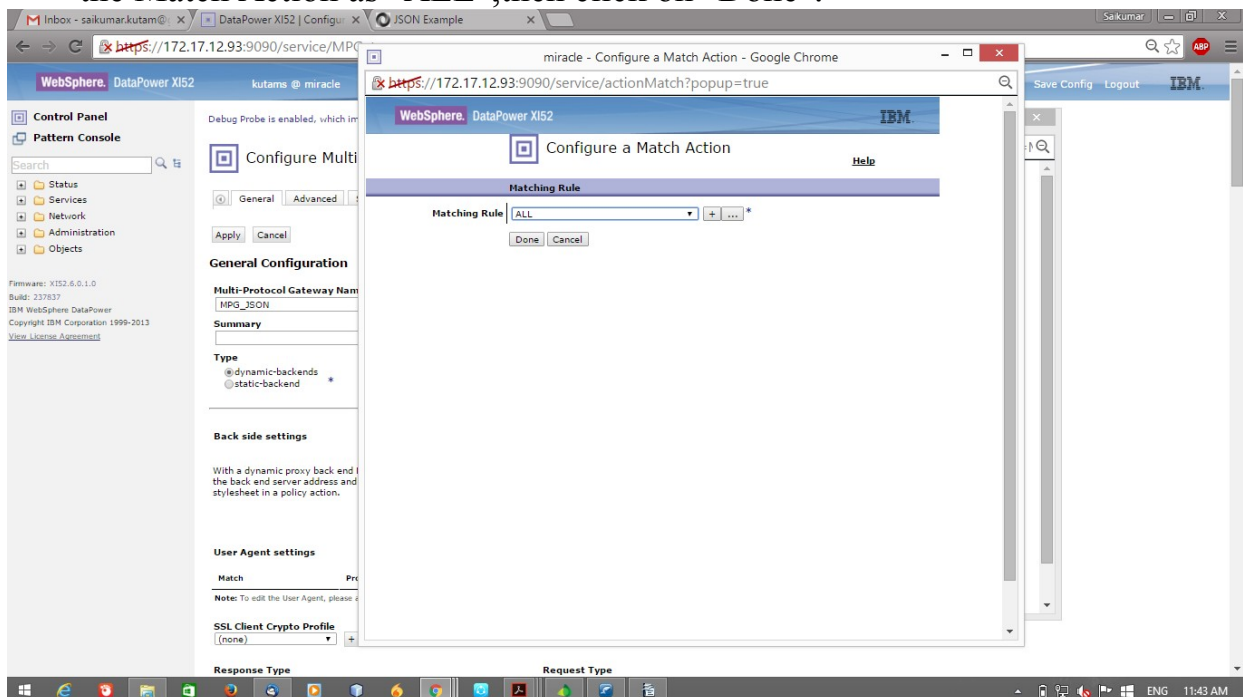 the Match Action as "ALL",then click on "Done".
Inbox - saikumar.kutam@
DataPower XI52 | Configur
JSON Example
Saikumar
https://172.17.12.93:9090/service/MPG
ABP
WebSphere. DataPower XI52
kutams @ miracle
Save Config Logout
IBM.
Control Panel
Pattern Console
Search
Status
Services
Network
Administration
Objects
Firmware: XI52.6.0.1.0
Build: 237837
IBM WebSphere DataPower
Copyright IBM Corporation 1999-2013
View License Agreement
Debug Probe is enabled, which im
Configure Multi
General Advanced
Apply Cancel
General Configuration
Multi-Protocol Gateway Nam
MPG_JSON
Summary
Type
dynamic-backends
static-backend *
Back side settings
With a dynamic proxy back end
the back end server address and
stylesheet in a policy action.
User Agent settings
Match Pro
Note: To edit the User Agent, please a
SSL Client Crypto Profile
(none) +
Response Type
Request Type
miracle - Configure a Match Action - Google Chrome
https://172.17.12.93:9090/service/actionMatch?popup=true
WebSphere. DataPower XI52
IBM.
Configure a Match Action
Help
Matching Rule
Matching Rule ALL + ... *
Done Cancel
ENG 11:43 AM